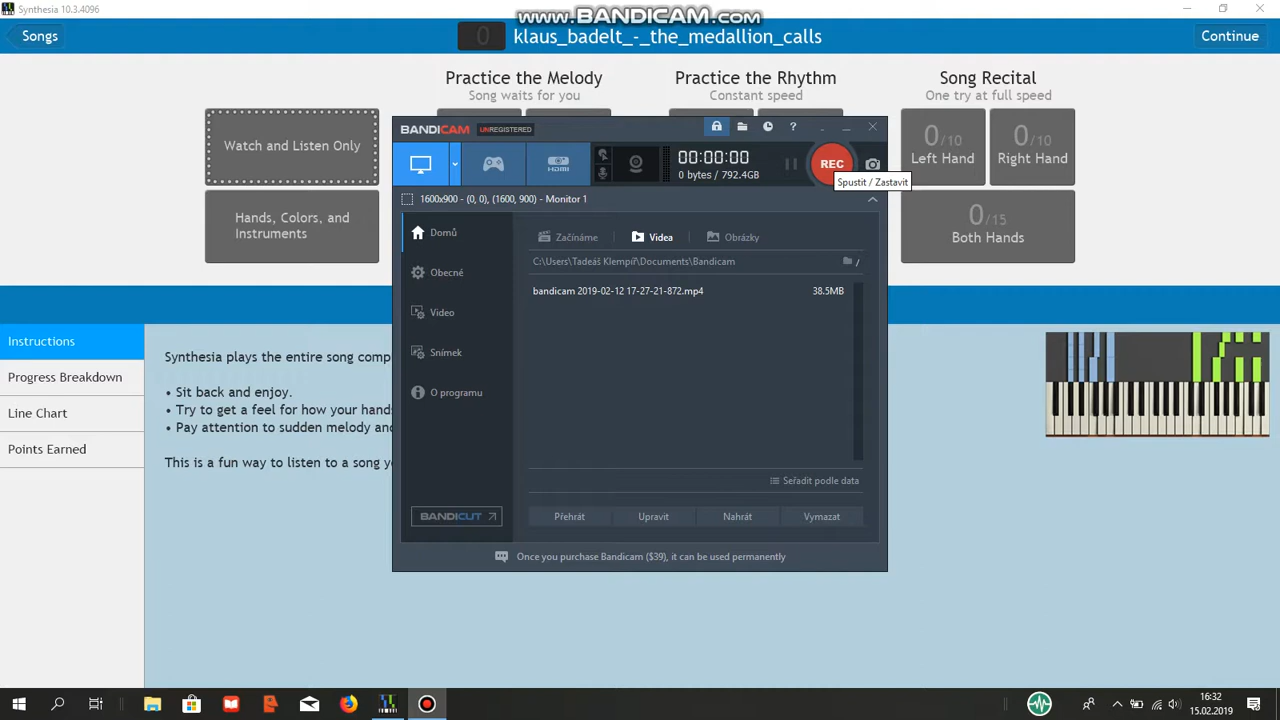 Synthesia 10.3.4096
www.BANDICAM.com
Songs
0
klaus_badelt_-_the_medallion_calls
Continue
Practice the Melody
Song waits for you
Practice the Rhythm
Constant speed
Song Recital
One try at full speed
Watch and Listen Only
Hands, Colors, and
Instruments
0/10
Left Hand
0/10
Right Hand
0/15
Both Hands
BANDICAM
UNREGISTERED
?
HDMI
00:00:00
0 bytes / 792.4GB
REC
Spustit / Zastavit
1600x900 - (0, 0), (1600, 900) - Monitor 1
Domů
Obecné
Video
Snímek
O programu
BANDICUT
Začínáme
Videa
Obrázky
C:\Users\Tadeáš Klempíř\Documents\Bandicam
/
bandicam 2019-02-12 17-27-21-872.mp4
38.5MB
Seřadit podle data
Přehrát
Upravit
Nahrát
Vymazat
Once you purchase Bandicam ($39), it can be used permanently
Instructions
Progress Breakdown
Line Chart
Points Earned
Synthesia plays the entire song comp
• Sit back and enjoy.
• Try to get a feel for how your hands
• Pay attention to sudden melody and
This is a fun way to listen to a song y
16:32
15.02.2019